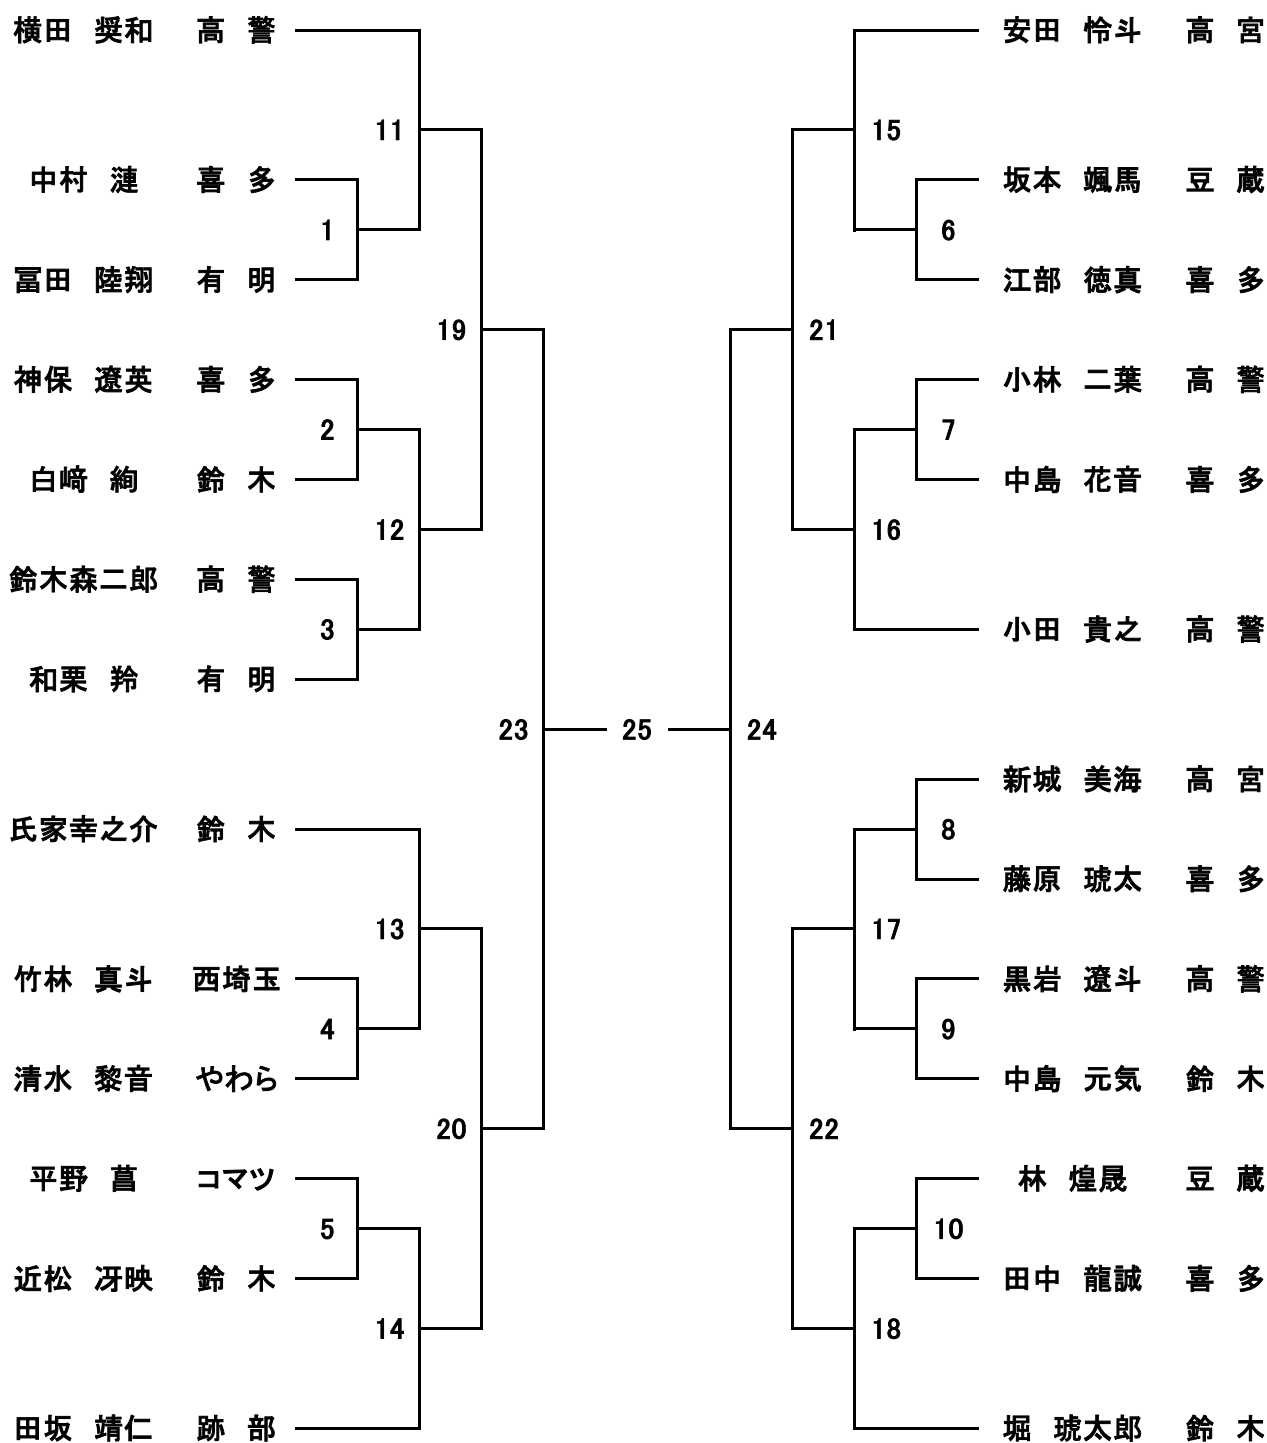 横田 奨和 高 警
11
中村 漣 喜 多
1
冨田 陸翔 有 明
19
神保 遼英 喜 多
2
白﨑 絢 鈴 木
12
鈴木森二郎 高 警
3
和栗 羚 有 明
23
氏家幸之介 鈴 木
13
竹林 真斗 西埼玉
4
清水 黎音 やわら
20
平野 菖 コマツ
5
近松 冴映 鈴 木
14
田坂 靖仁 跡 部
25
安田 怜斗 高 宮
15
坂本 颯馬 豆 蔵
6
江部 徳真 喜 多
21
小林 二葉 高 警
7
中島 花音 喜 多
16
小田 貴之 高 警
24
新城 美海 高 宮
8
藤原 琥太 喜 多
17
黒岩 遼斗 高 警
9
中島 元気 鈴 木
22
林 煌晟 豆 蔵
10
田中 龍誠 喜 多
18
堀 琥太郎 鈴 木